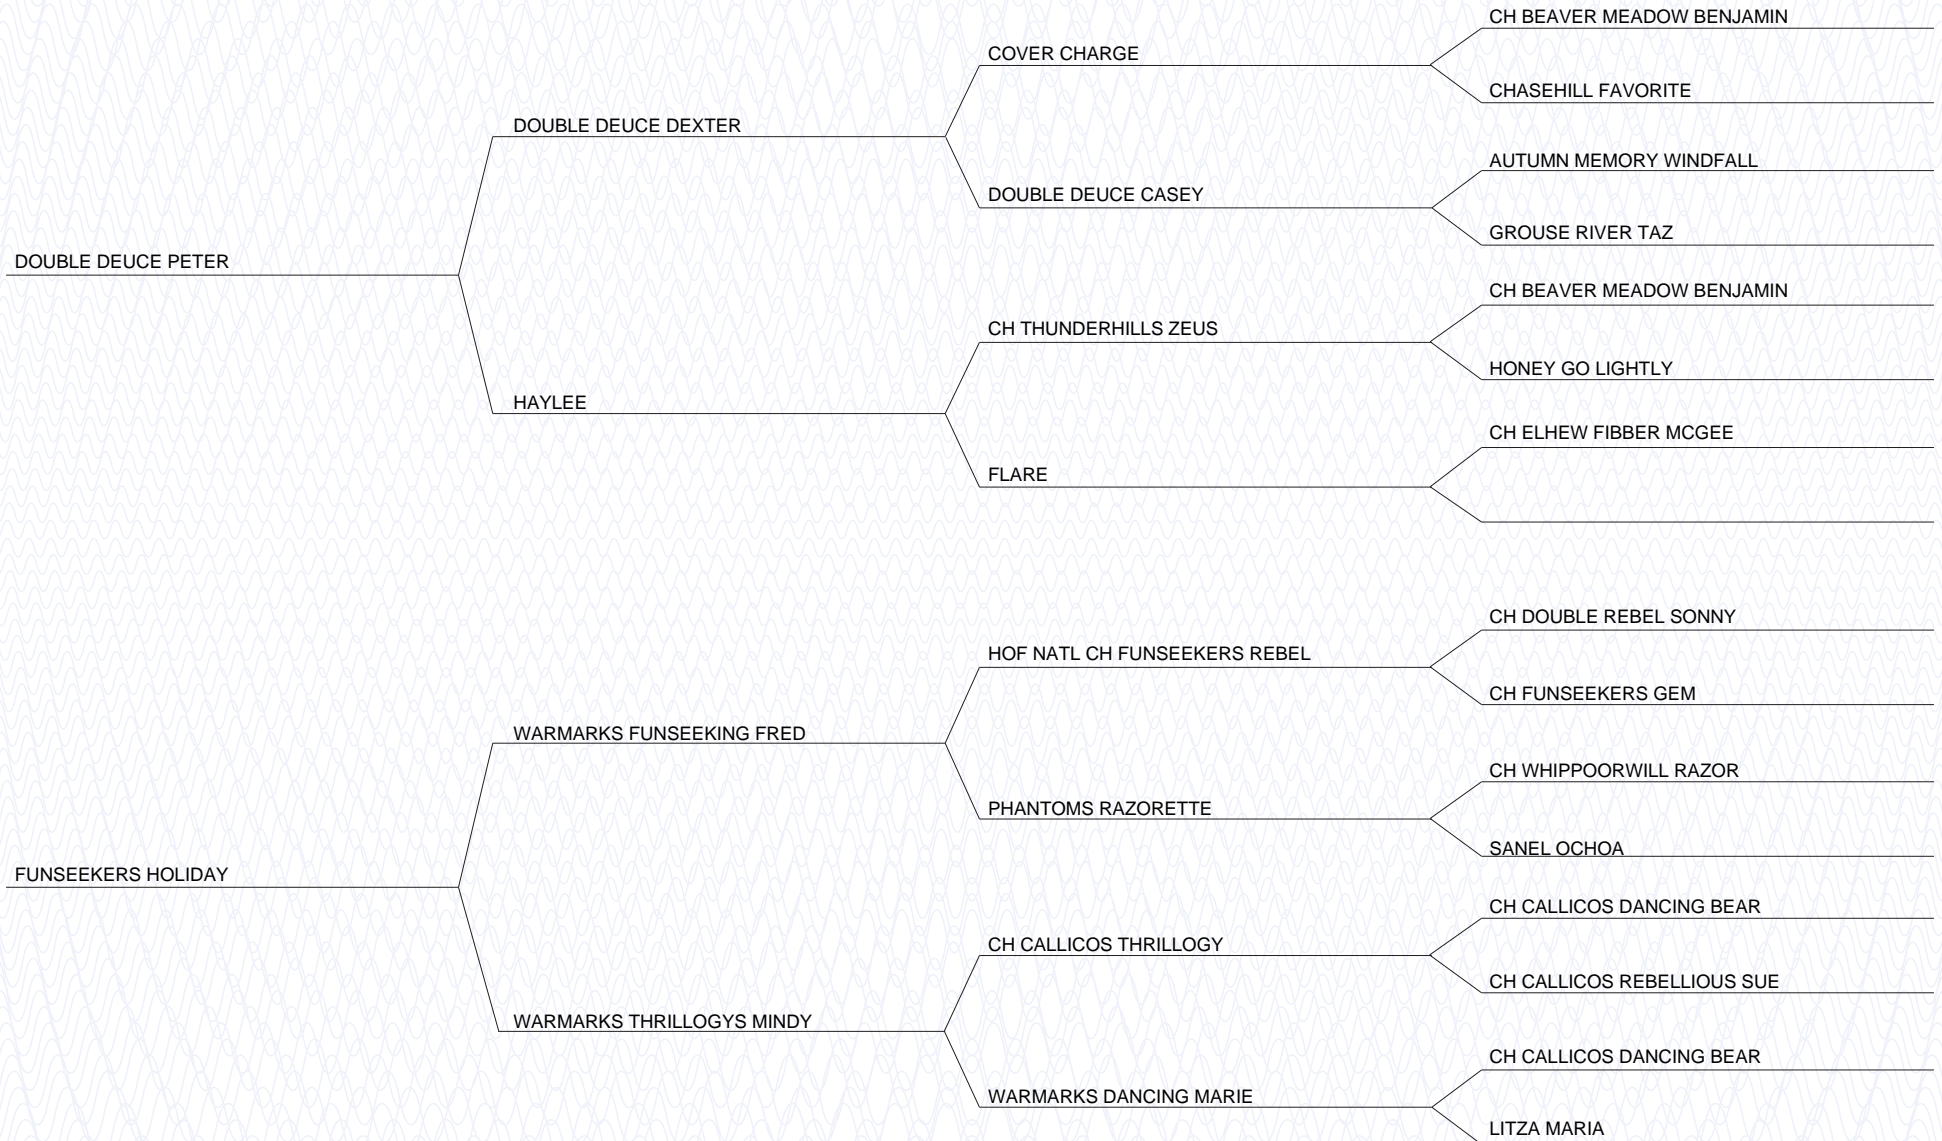 CH BEAVER MEADOW BENJAMIN
COVER CHARGE
CHASEHILL FAVORITE
DOUBLE DEUCE DEXTER
AUTUMN MEMORY WINDFALL
DOUBLE DEUCE CASEY
GROUSE RIVER TAZ
DOUBLE DEUCE PETER
CH BEAVER MEADOW BENJAMIN
CH THUNDERHILLS ZEUS
HONEY GO LIGHTLY
HAYLEE
CH ELHEW FIBBER MCGEE
FLARE
CH DOUBLE REBEL SONNY
HOF NATL CH FUNSEEKERS REBEL
CH FUNSEEKERS GEM
WARMARKS FUNSEEKING FRED
CH WHIPPOORWILL RAZOR
PHANTOMS RAZORETTE
SANEL OCHOA
FUNSEEKERS HOLIDAY
CH CALLICOS DANCING BEAR
CH CALLICOS THRILLOGY
CH CALLICOS REBELLIOUS SUE
WARMARKS THRILLOGYS MINDY
CH CALLICOS DANCING BEAR
WARMARKS DANCING MARIE
LITZA MARIA